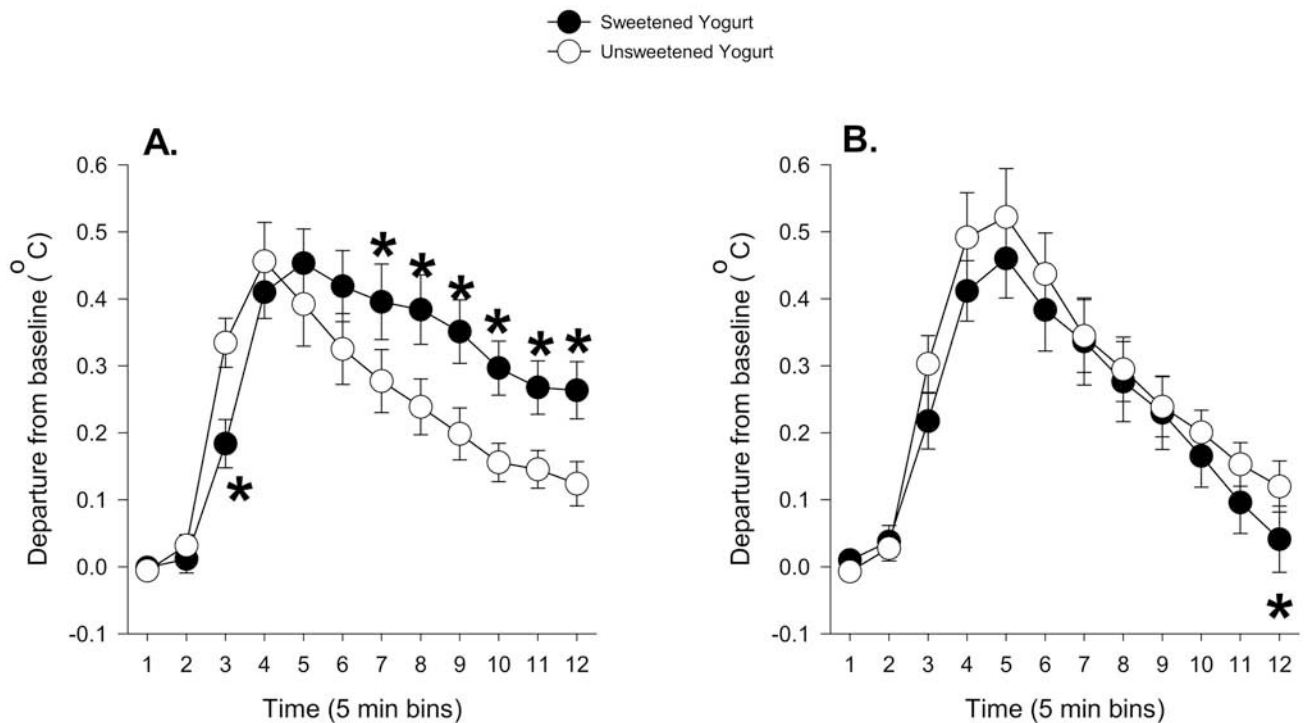 Sweetened Yogurt
Unsweetened Yogurt
A.
0.6
0.5
0.4
0.3
0.2
0.1
0.0
-0.1
Departure from baseline (°C)
* * * * * * *
1 2 3 4 5 6 7 8 9 10 11 12
Time (5 min bins)
B.
0.6
0.5
0.4
0.3
0.2
0.1
0.0
-0.1
Departure from baseline (°C)
*
1 2 3 4 5 6 7 8 9 10 11 12
Time (5 min bins)